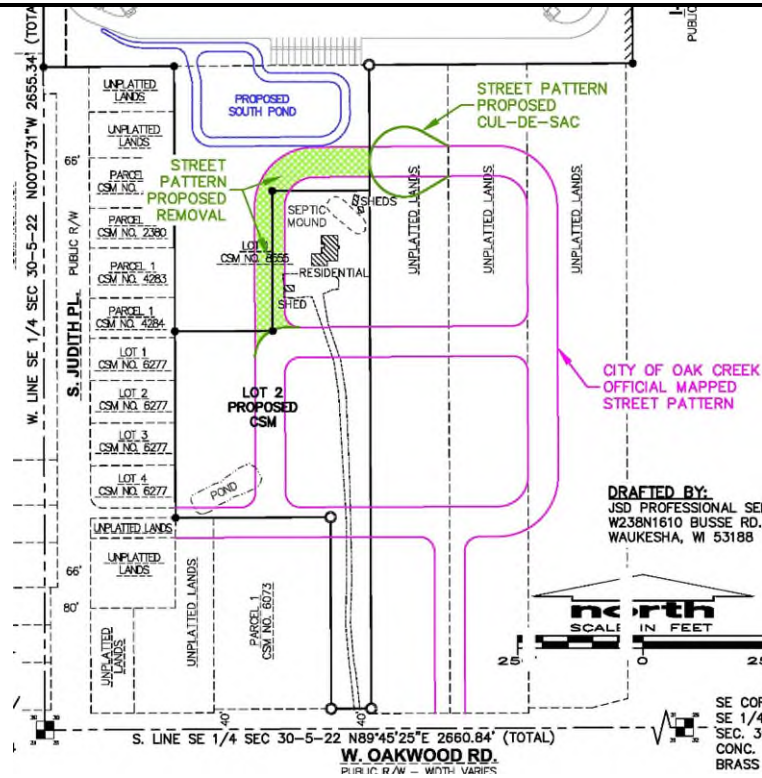 I-
PUBLIC
W. LINE SE 1/4 SEC 30-5-22 N00°07'31"W 2655.34' (TOTAL
S. JUDITH PL.
PUBLIC R/W
66'
66'
80'
UNPLATTED
LANDS
UNPLATTED
LANDS
PARCEL
CSM NO.
PARCEL
CSM NO. 2380
PARCEL 1
CSM NO. 4283
PARCEL 1
CSM NO. 4284
LOT 1
CSM NO. 6277
LOT 2
CSM NO. 6277
LOT 3
CSM NO. 6277
LOT 4
CSM NO. 6277
UNPLATTED LANDS
UNPLATTED
LANDS
UNPLATTED
LANDS
UNPLATTED LANDS
PARCEL 1
CSM NO. 6073
PROPOSED
SOUTH POND
STREET
PATTERN
PROPOSED
REMOVAL
STREET PATTERN
PROPOSED
CUL-DE-SAC
SEPTIC
MOUND
SHEDS
LOT 1
CSM NO. 8555
RESIDENTIAL
SHED
UNPLATTED LANDS
UNPLATTED LANDS
UNPLATTED LANDS
LOT 2
PROPOSED
CSM
POND
CITY OF OAK CREEK
OFFICIAL MAPPED
STREET PATTERN
DRAFTED BY:
JSD PROFESSIONAL SE
W238N1610 BUSSE RD.
WAUKESHA, WI 53188
north
SCALE IN FEET
25
0
25
40'
40'
S. LINE SE 1/4 SEC 30-5-22 N89°45'25"E 2660.84' (TOTAL)
W. OAKWOOD RD.
PUBLIC R/W - WIDTH VARIES
SE COR
SE 1/4
SEC. 3
CONC.
BRASS